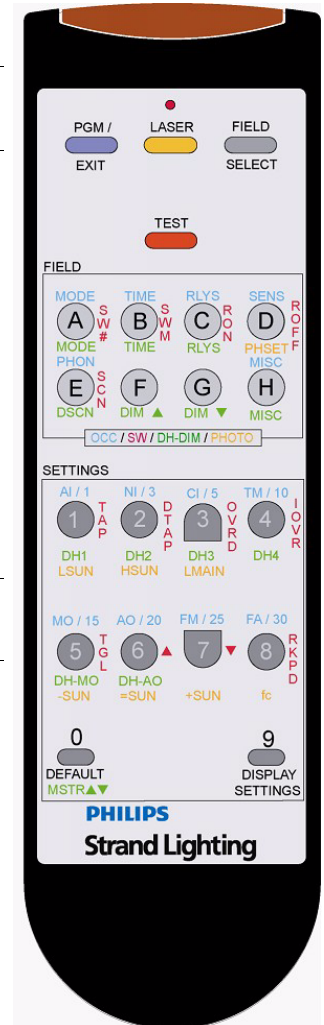 PGM / LASER FIELD
EXIT SELECT
TEST
FIELD
MODE TIME RLYS SENS
A SW# B SWM C RON D ROFF
MODE TIME RLYS PHSET
PHON MISC
E SCN F G H
DSCN DIM ▲ DIM ▼ MISC
OCC / SW / DH-DIM / PHOTO
SETTINGS
AI / 1 NI / 3 CI / 5 TM / 10
1 TAP 2 DTAP 3 OVRD 4 IOVR
DH1 DH2 DH3 DH4
LSUN HSUN LMAIN
MO / 15 AO / 20 FM / 25 FA / 30
5 TGL 6 ▲ 7 ▼ 8 RKPD
DH-MO DH-AO
-SUN =SUN +SUN fc
0 9
DEFAULT DISPLAY
MSTR▲▼ SETTINGS
PHILIPS
Strand Lighting